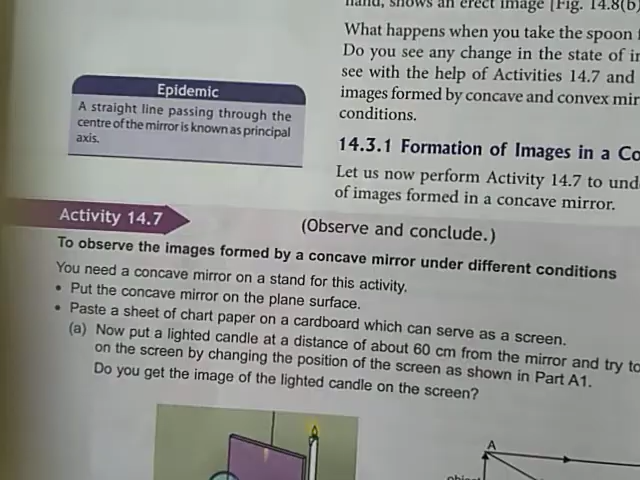 hand, shows an erect image [Fig. 14.8(b)
What happens when you take the spoon
Do you see any change in the state of
see with the help of Activities 14.7 and
images formed by concave and convex
conditions.
Epidemic
A straight line passing through the
centre of the mirror is known as principal
axis.
14.3.1 Formation of Images in a
Let us now perform Activity 14.7 to
of images formed in a concave mirror.
Activity 14.7
(Observe and conclude.)
To observe the images formed by a concave mirror under different conditions
You need a concave mirror on a stand for this activity.
• Put the concave mirror on the plane surface.
• Paste a sheet of chart paper on a cardboard which can serve as a screen.
(a) Now put a lighted candle at a distance of about 60 cm from the mirror and try to
on the screen by changing the position of the screen as shown in Part A1.
Do you get the image of the lighted candle on the screen?
A